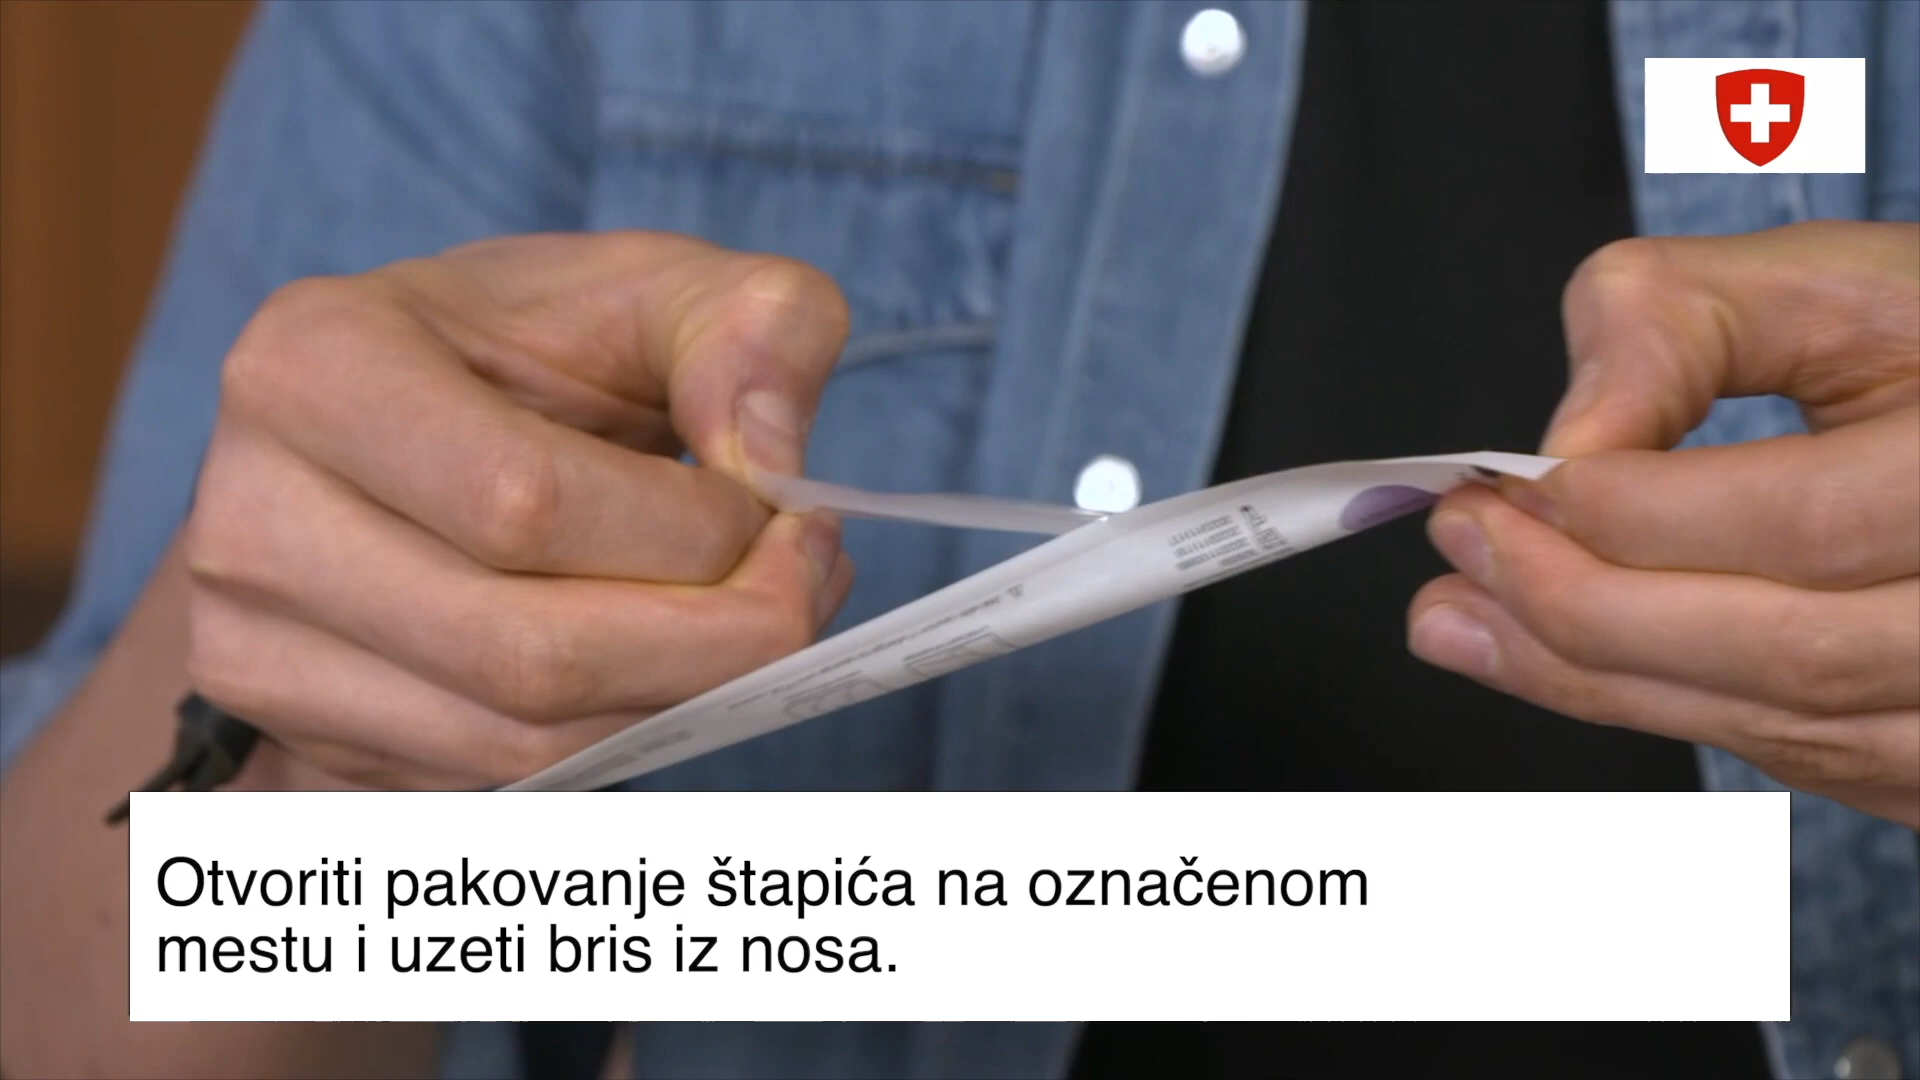 Otvoriti pakovanje štapića na označenom
mestu i uzeti bris iz nosa.